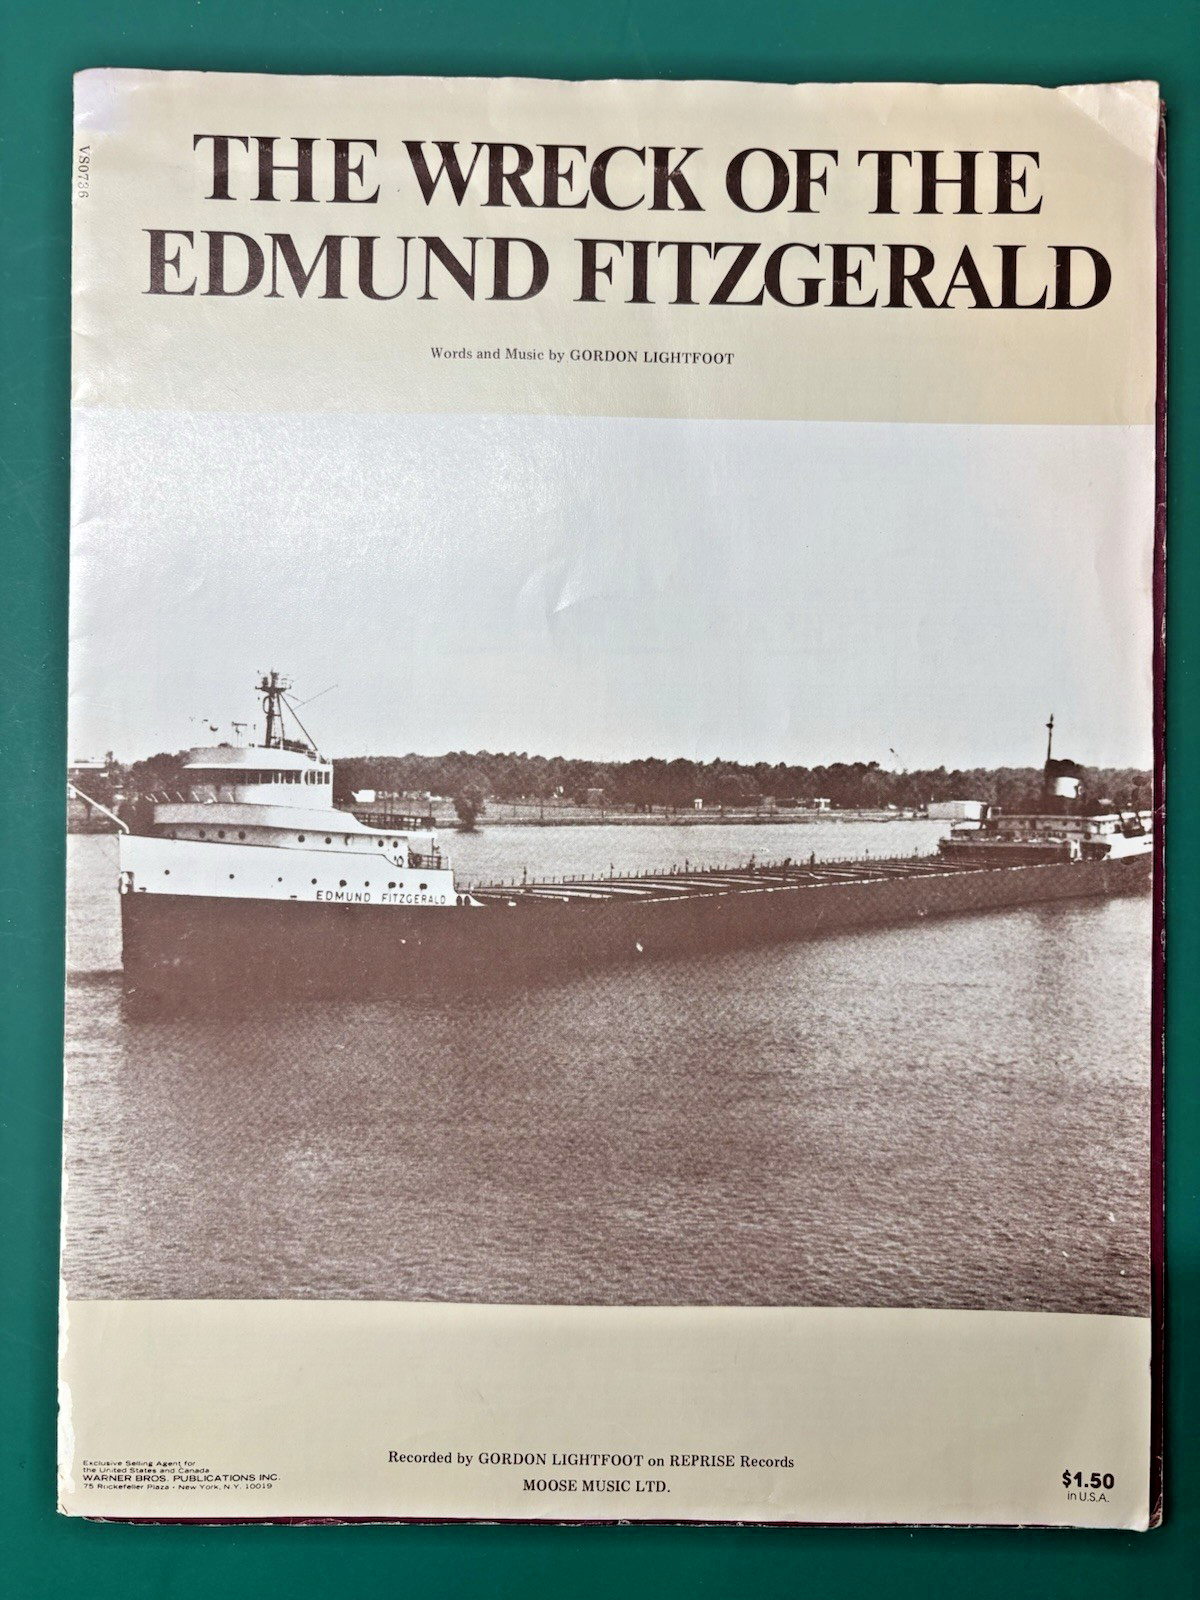 VS0736
THE WRECK OF THE
EDMUND FITZGERALD
Words and Music by GORDON LIGHTFOOT
EDMUND FITZGERALD
Recorded by GORDON LIGHTFOOT on REPRISE Records
MOOSE MUSIC LTD.
Exclusive Selling Agent for
the United States and Canada
WARNER BROS. PUBLICATIONS INC.
75 Rockefeller Plaza - New York, N.Y. 10019
$1.50
in U.S.A.